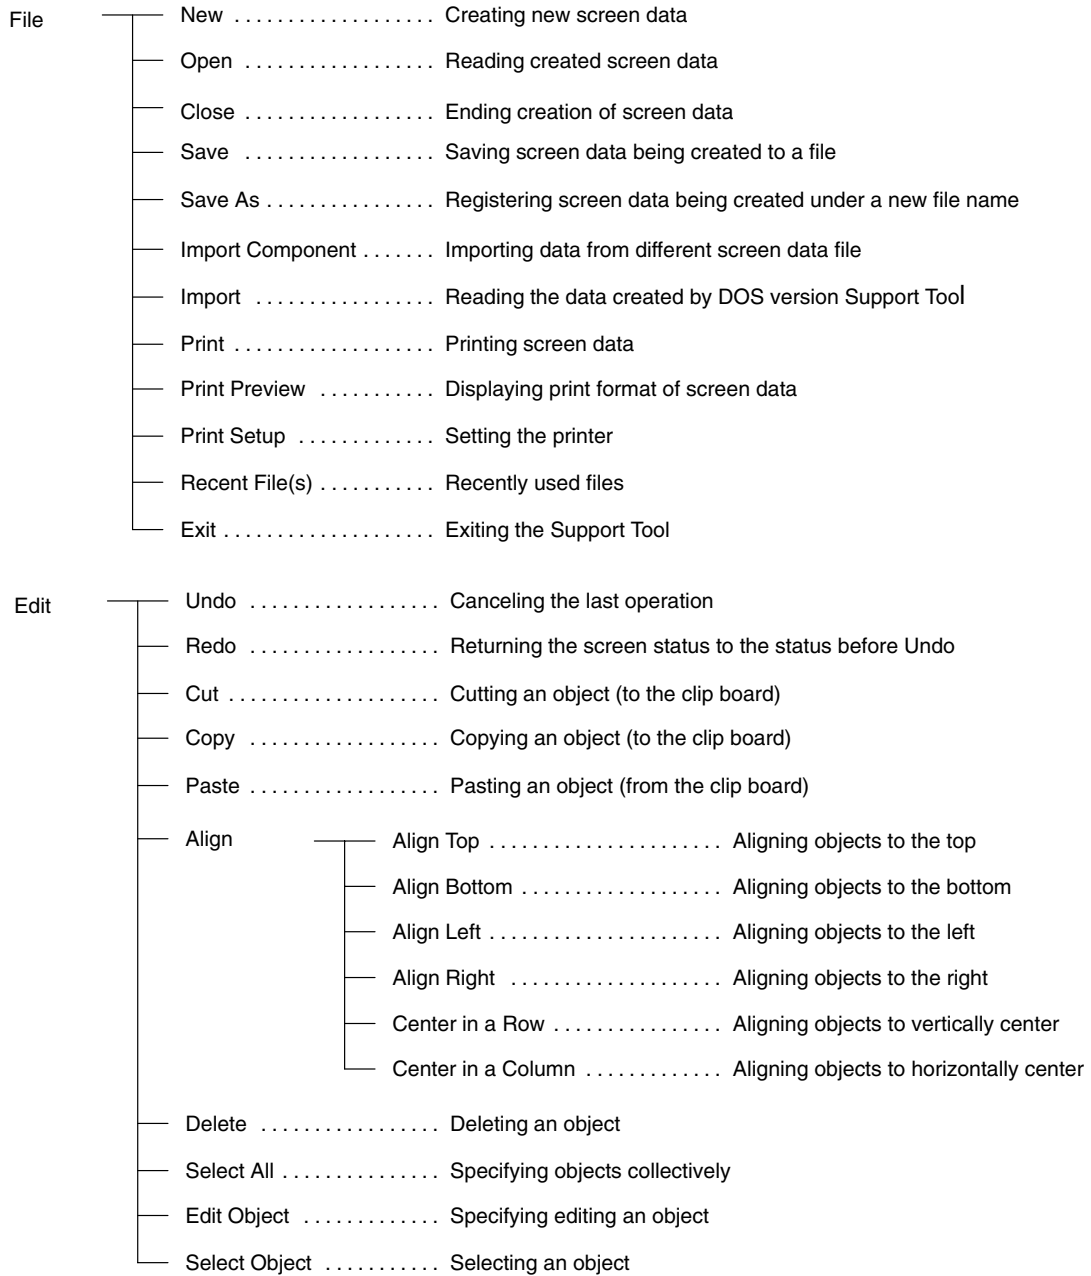 File New . . . . . . . . . . . . . . . . . . . Creating new screen data
Open . . . . . . . . . . . . . . . . . . Reading created screen data
Close . . . . . . . . . . . . . . . . . . Ending creation of screen data
Save . . . . . . . . . . . . . . . . . . Saving screen data being created to a file
Save As . . . . . . . . . . . . . . . . Registering screen data being created under a new file name
Import Component . . . . . . . Importing data from different screen data file
Import . . . . . . . . . . . . . . . . . Reading the data created by DOS version Support Tool
Print . . . . . . . . . . . . . . . . . . . Printing screen data
Print Preview . . . . . . . . . . . Displaying print format of screen data
Print Setup . . . . . . . . . . . . . Setting the printer
Recent File(s) . . . . . . . . . . . Recently used files
Exit . . . . . . . . . . . . . . . . . . . . Exiting the Support Tool
Edit Undo . . . . . . . . . . . . . . . . . . Canceling the last operation
Redo . . . . . . . . . . . . . . . . . . Returning the screen status to the status before Undo
Cut . . . . . . . . . . . . . . . . . . . . Cutting an object (to the clip board)
Copy . . . . . . . . . . . . . . . . . . Copying an object (to the clip board)
Paste . . . . . . . . . . . . . . . . . . Pasting an object (from the clip board)
Align Align Top . . . . . . . . . . . . . . . . . . . . . . Aligning objects to the top
Align Bottom . . . . . . . . . . . . . . . . . . . Aligning objects to the bottom
Align Left . . . . . . . . . . . . . . . . . . . . . . Aligning objects to the left
Align Right . . . . . . . . . . . . . . . . . . . . Aligning objects to the right
Center in a Row . . . . . . . . . . . . . . . . Aligning objects to vertically center
Center in a Column . . . . . . . . . . . . . Aligning objects to horizontally center
Delete . . . . . . . . . . . . . . . . . Deleting an object
Select All . . . . . . . . . . . . . . . Specifying objects collectively
Edit Object . . . . . . . . . . . . . Specifying editing an object
Select Object . . . . . . . . . . . Selecting an object